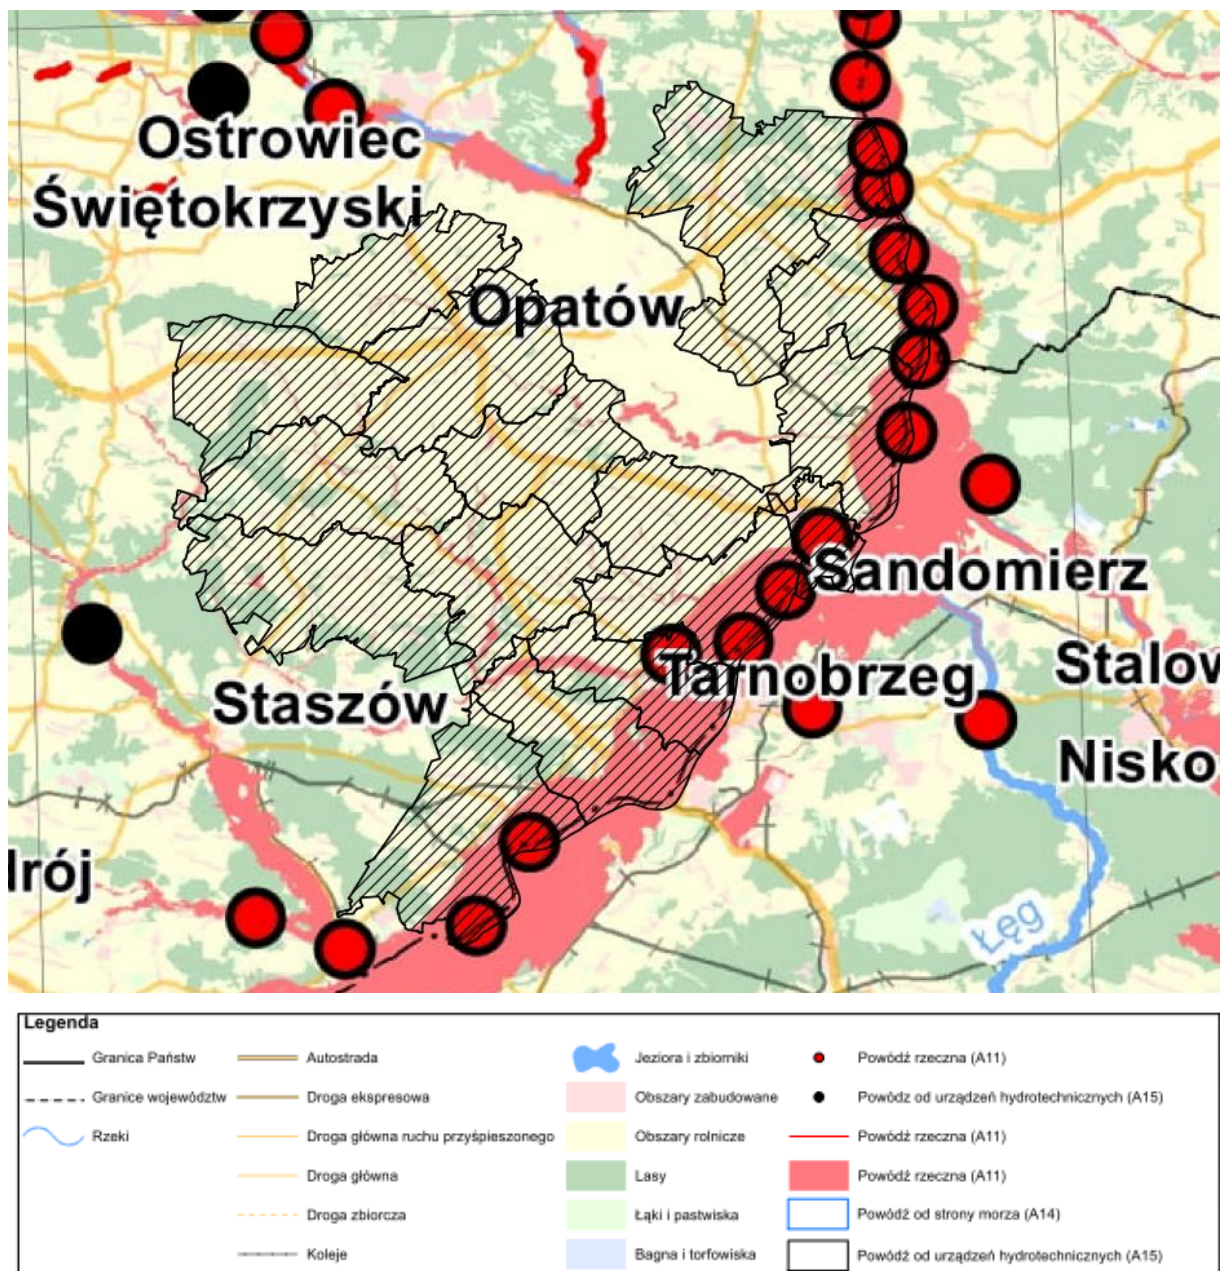 Ostrowiec
Świętokrzyski
Opatów
Sandomierz
Tarnobrzeg
Stalow
Staszów
Nisko
lrój
Łęg
Legenda
Granica Państw
Granice województw
Rzeki
Autostrada
Droga ekspresowa
Droga główna ruchu przyśpieszonego
Droga główna
Droga zbiorcza
Koleje
Jeziora i zbiorniki
Obszary zabudowane
Obszary rolnicze
Lasy
Łąki i pastwiska
Bagna i torfowiska
Powódź rzeczna (A11)
Powódz od urządzeń hydrotechnicznych (A15)
Powódź rzeczna (A11)
Powódź rzeczna (A11)
Powódź od strony morza (A14)
Powódź od urządzeń hydrotechnicznych (A15)